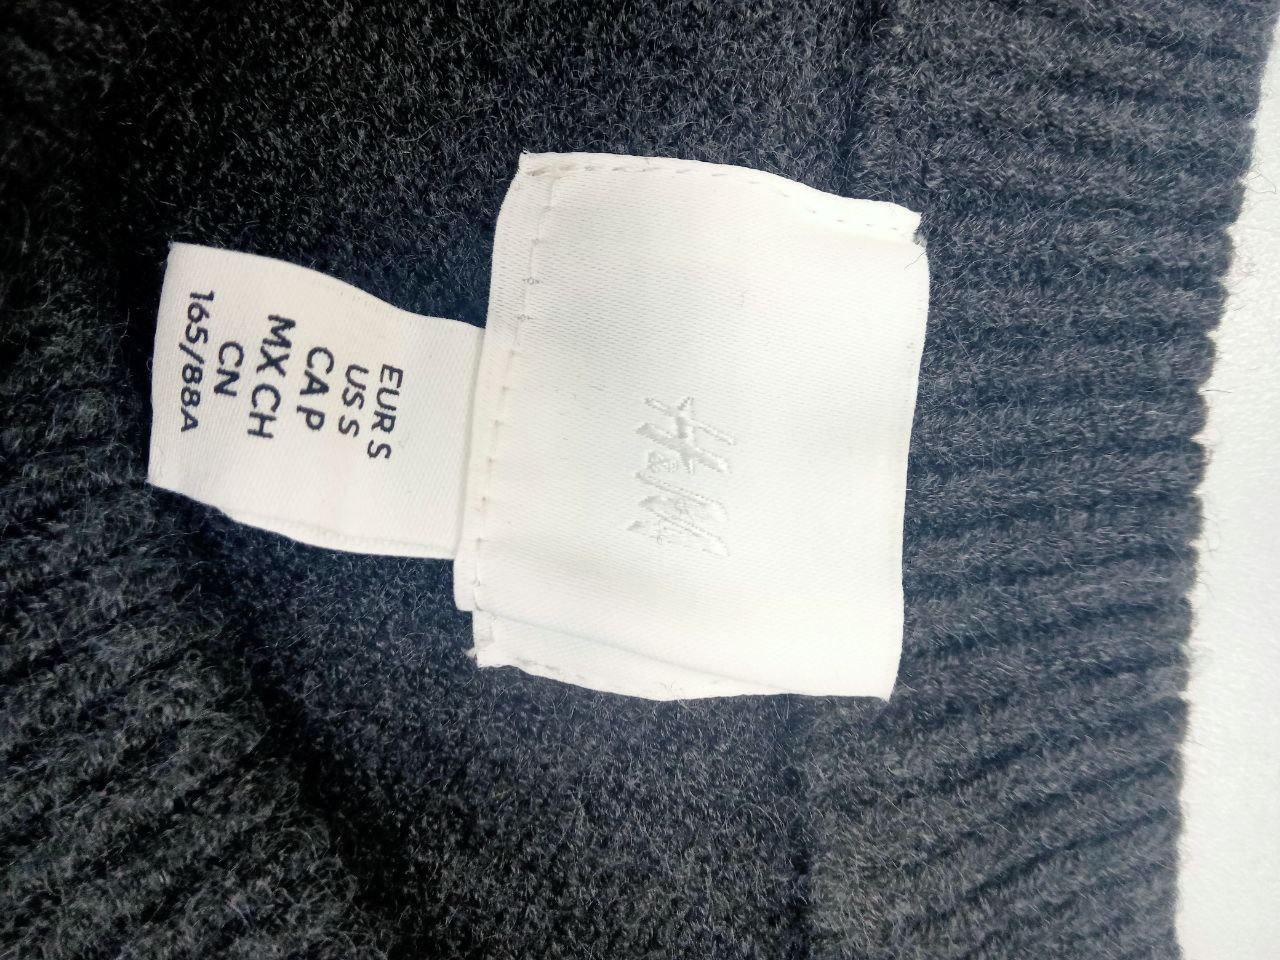 H&M
EUR S
US S
CA P
MX CH
CN
165/88A